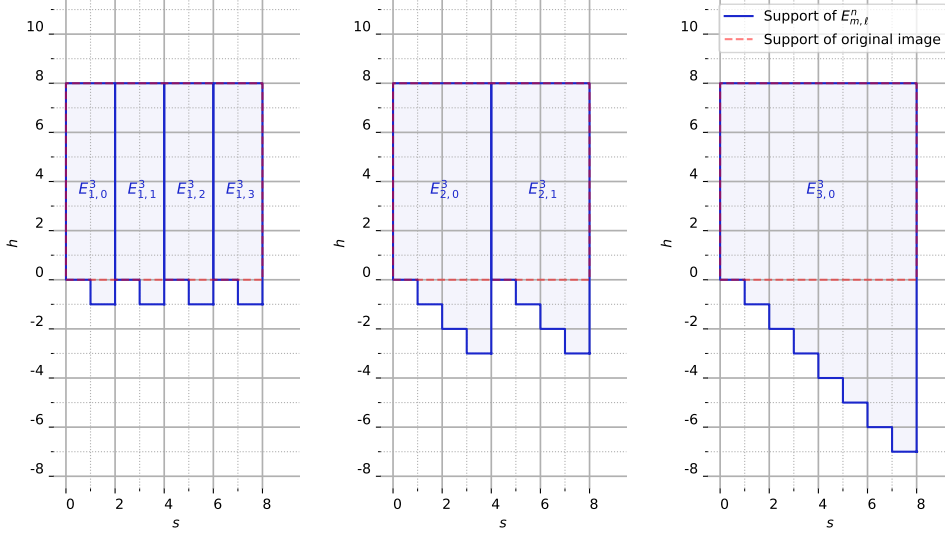 Support of E^n_{m,ℓ}
Support of original image
10
8
6
4
2
0
-2
-4
-6
-8
h
E^3_{1,0} E^3_{1,1} E^3_{1,2} E^3_{1,3}
0 2 4 6 8
s
10
8
6
4
2
0
-2
-4
-6
-8
h
E^3_{2,0} E^3_{2,1}
0 2 4 6 8
s
10
8
6
4
2
0
-2
-4
-6
-8
h
E^3_{3,0}
0 2 4 6 8
s